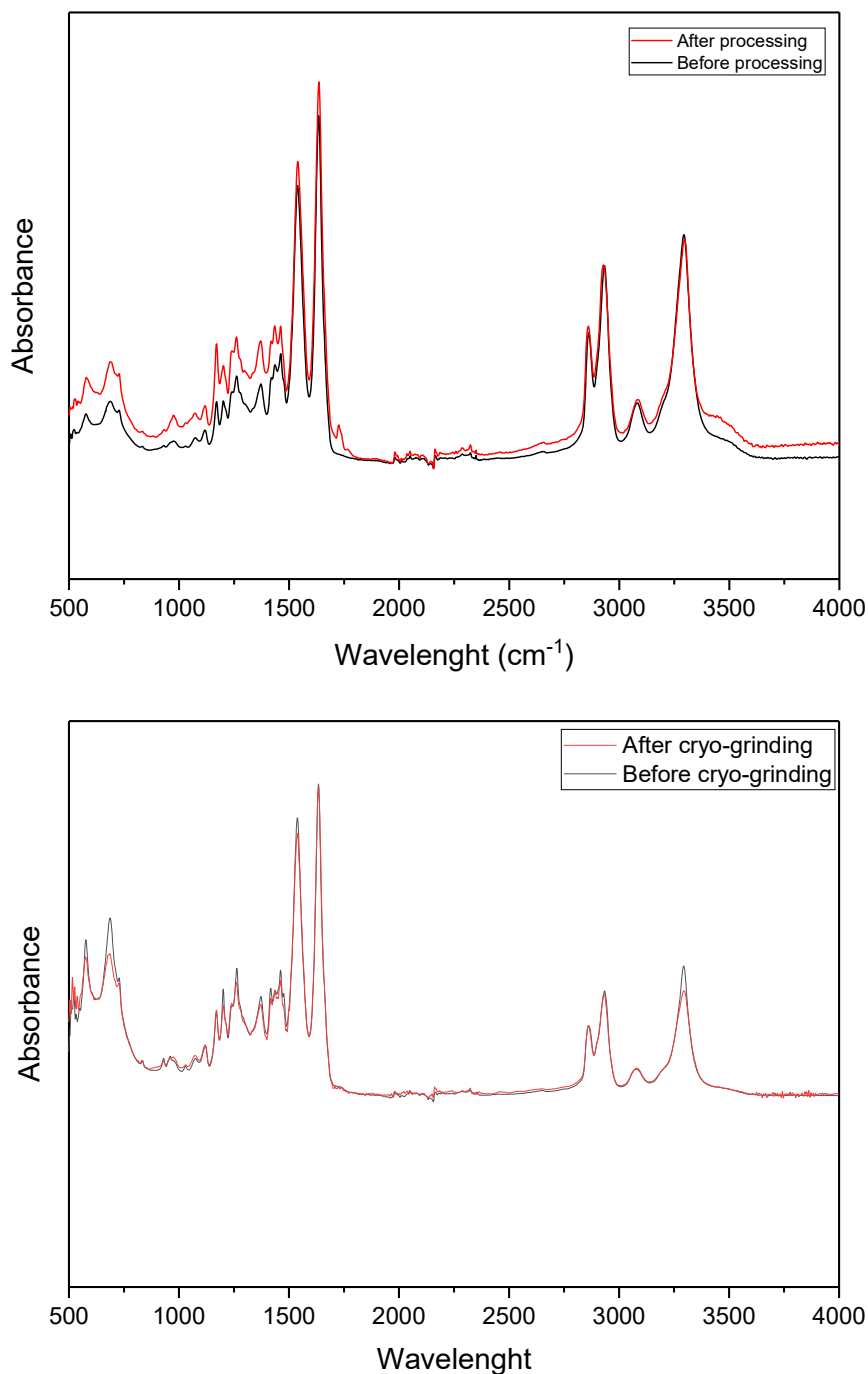 After processing
Before processing
Absorbance
500 1000 1500 2000 2500 3000 3500 4000
Wavelenght (cm-1)
After cryo-grinding
Before cryo-grinding
Absorbance
500 1000 1500 2000 2500 3000 3500 4000
Wavelenght